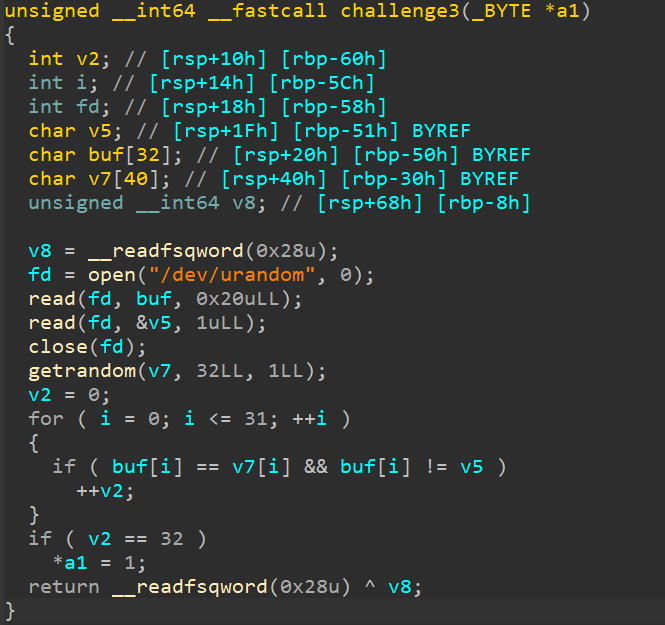 unsigned __int64 __fastcall challenge3(_BYTE *a1)
{
  int v2; // [rsp+10h] [rbp-60h]
  int i; // [rsp+14h] [rbp-5Ch]
  int fd; // [rsp+18h] [rbp-58h]
  char v5; // [rsp+1Fh] [rbp-51h] BYREF
  char buf[32]; // [rsp+20h] [rbp-50h] BYREF
  char v7[40]; // [rsp+40h] [rbp-30h] BYREF
  unsigned __int64 v8; // [rsp+68h] [rbp-8h]

  v8 = __readfsqword(0x28u);
  fd = open("/dev/urandom", 0);
  read(fd, buf, 0x20uLL);
  read(fd, &v5, 1uLL);
  close(fd);
  getrandom(v7, 32LL, 1LL);
  v2 = 0;
  for ( i = 0; i <= 31; ++i )
  {
    if ( buf[i] == v7[i] && buf[i] != v5 )
      ++v2;
  }
  if ( v2 == 32 )
    *a1 = 1;
  return __readfsqword(0x28u) ^ v8;
}